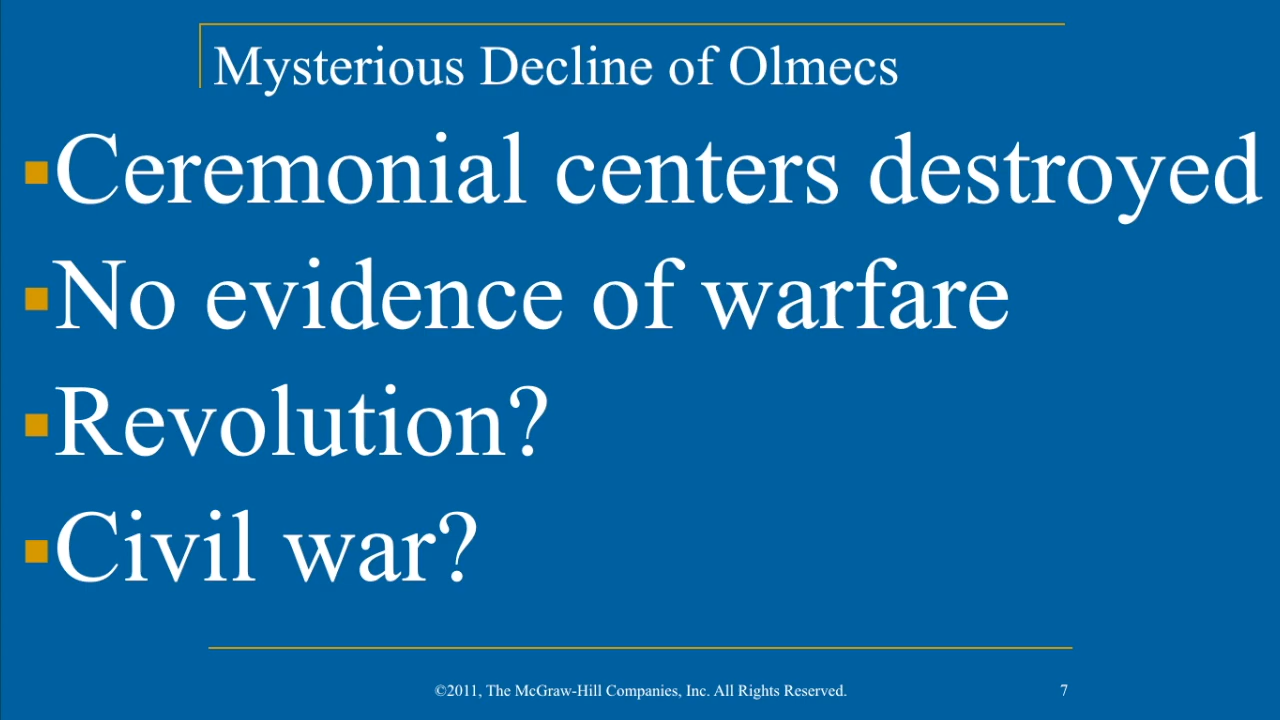 Mysterious Decline of Olmecs
▪Ceremonial centers destroyed
▪No evidence of warfare
▪Revolution?
▪Civil war?
©2011, The McGraw-Hill Companies, Inc. All Rights Reserved.
7